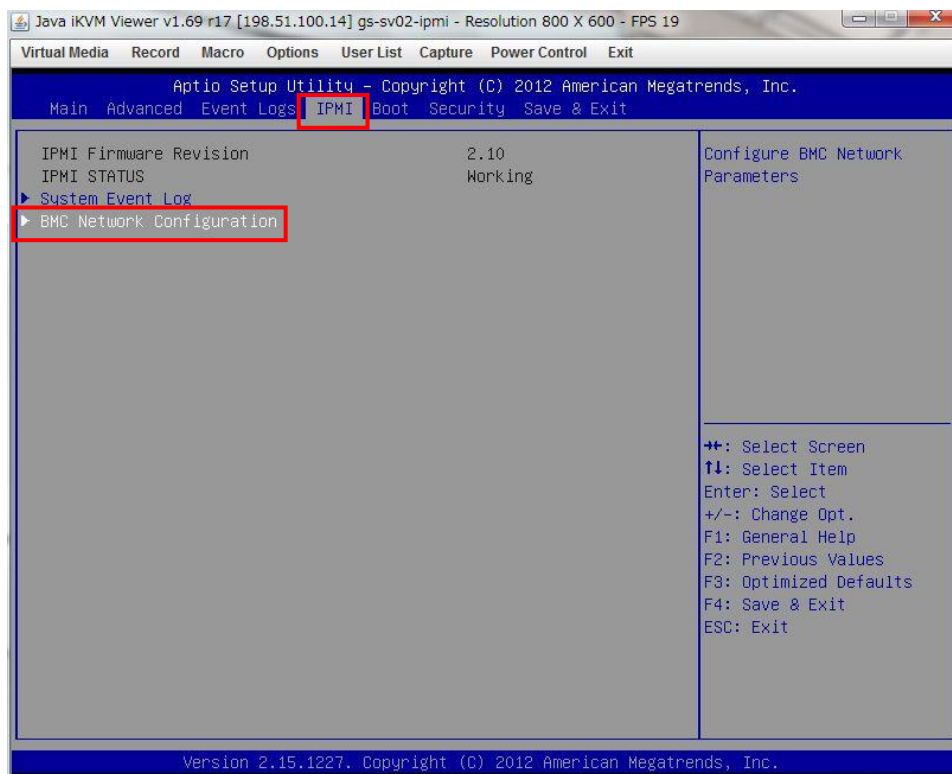 Java iKVM Viewer v1.69 r17 [198.51.100.14] gs-sv02-ipmi - Resolution 800 X 600 - FPS 19
Virtual Media Record Macro Options User List Capture Power Control Exit
Aptio Setup Utility – Copyright (C) 2012 American Megatrends, Inc.
Main Advanced Event Logs IPMI Boot Security Save & Exit
IPMI Firmware Revision 2.10
IPMI STATUS Working
System Event Log
BMC Network Configuration
Configure BMC Network
Parameters
→←: Select Screen
↑↓: Select Item
Enter: Select
+/-: Change Opt.
F1: General Help
F2: Previous Values
F3: Optimized Defaults
F4: Save & Exit
ESC: Exit
Version 2.15.1227. Copyright (C) 2012 American Megatrends, Inc.